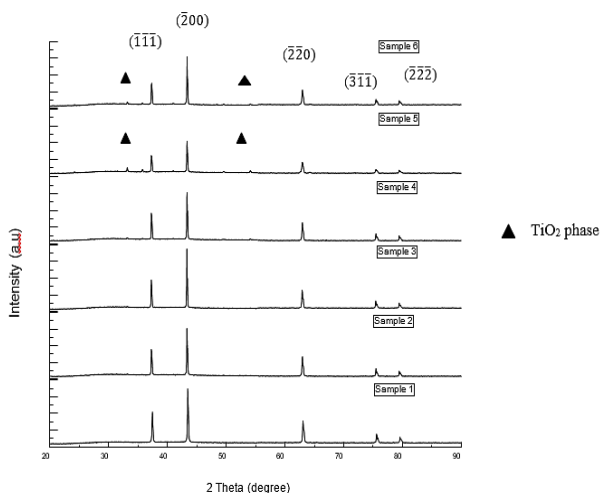 (2̅00)
(1̅1̅1̅)
Sample 6
(2̅2̅0)
(3̅1̅1̅)
(2̅2̅2̅)
Sample 5
Sample 4
▲ TiO₂ phase
Sample 3
Sample 2
Sample 1
Intensity (a.u)
20 30 40 50 60 70 80 90
2 Theta (degree)